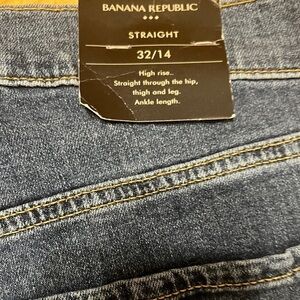 BANANA REPUBLIC
STRAIGHT
32/14
High rise..
Straight through the hip,
thigh and leg.
Ankle length.